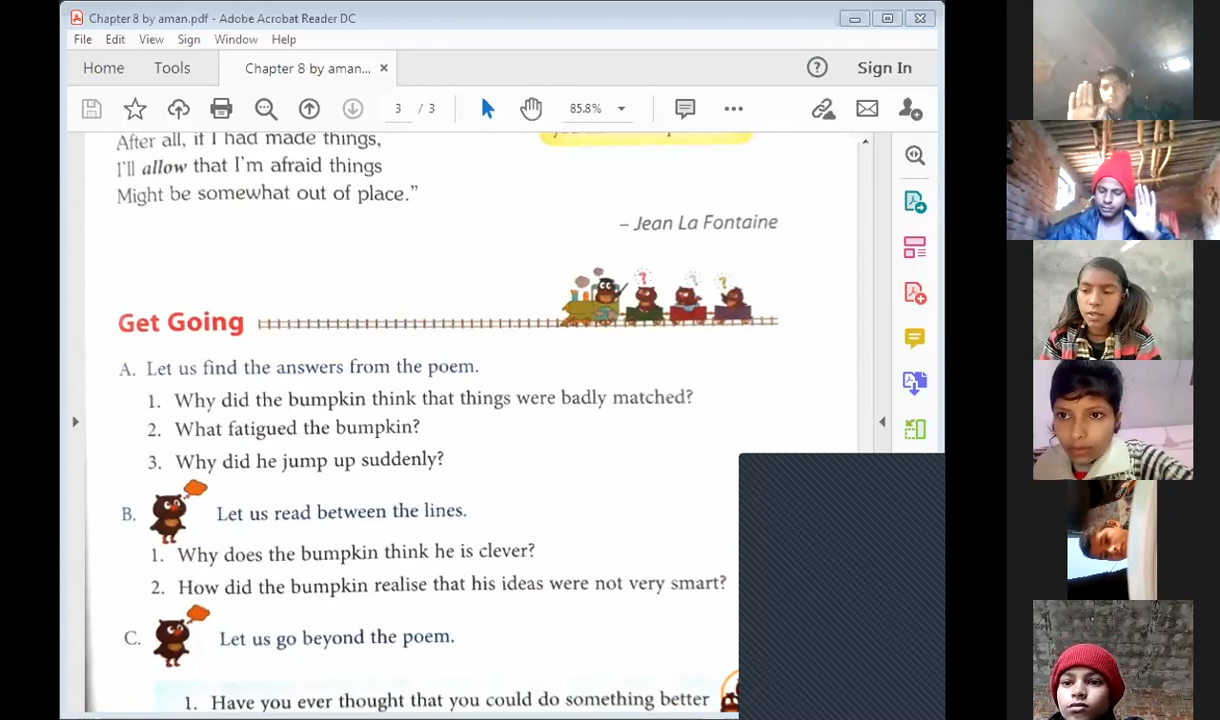 Chapter 8 by aman.pdf - Adobe Acrobat Reader DC
File Edit View Sign Window Help
Home Tools Chapter 8 by aman... × Sign In
3 / 3 85.8%
After all, if I had made things,
I'll allow that I'm afraid things
Might be somewhat out of place."
– Jean La Fontaine
Get Going
A. Let us find the answers from the poem.
1. Why did the bumpkin think that things were badly matched?
2. What fatigued the bumpkin?
3. Why did he jump up suddenly?
B. Let us read between the lines.
1. Why does the bumpkin think he is clever?
2. How did the bumpkin realise that his ideas were not very smart?
C. Let us go beyond the poem.
1. Have you ever thought that you could do something better